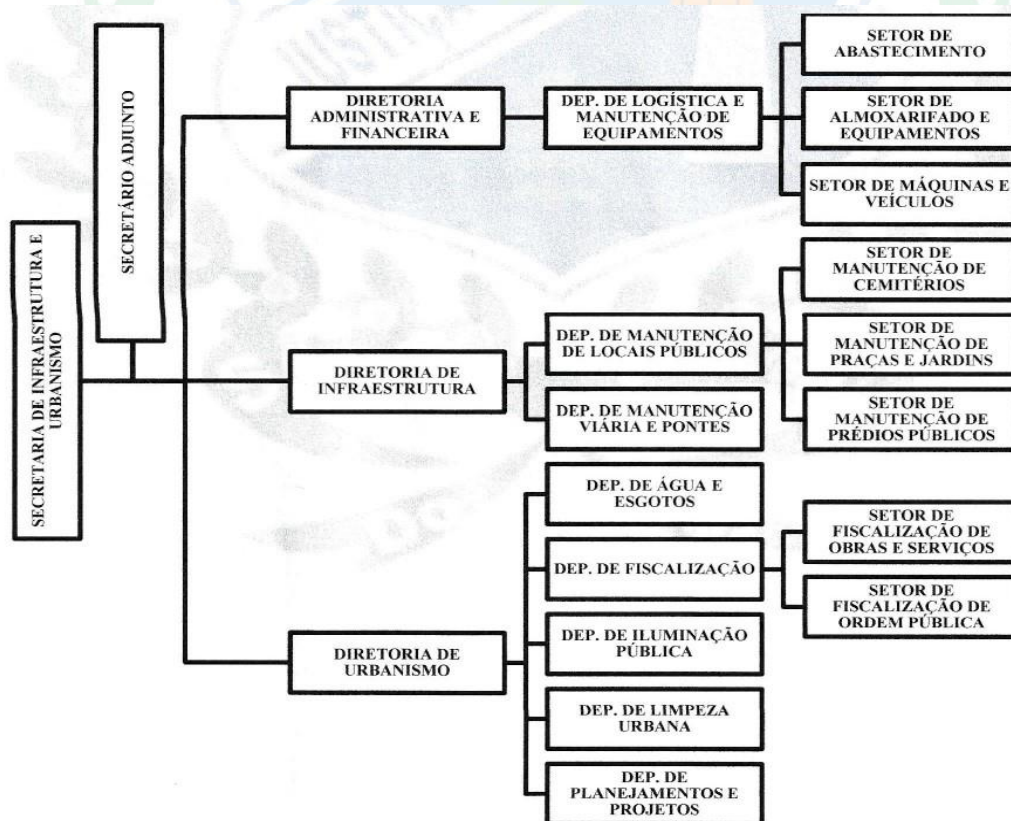 SECRETARIA DE INFRAESTRUTURA E
URBANISMO
SECRETÁRIO ADJUNTO
DIRETORIA
ADMINISTRATIVA E
FINANCEIRA
DEP. DE LOGÍSTICA E
MANUTENÇÃO DE
EQUIPAMENTOS
SETOR DE
ABASTECIMENTO
SETOR DE
ALMOXARIFADO E
EQUIPAMENTOS
SETOR DE MÁQUINAS E
VEÍCULOS
DIRETORIA DE
INFRAESTRUTURA
DEP. DE MANUTENÇÃO
DE LOCAIS PÚBLICOS
SETOR DE
MANUTENÇÃO DE
CEMITÉRIOS
SETOR DE
MANUTENÇÃO DE
PRAÇAS E JARDINS
SETOR DE
MANUTENÇÃO DE
PRÉDIOS PÚBLICOS
DEP. DE MANUTENÇÃO
VIÁRIA E PONTES
DIRETORIA DE
URBANISMO
DEP. DE ÁGUA E
ESGOTOS
DEP. DE FISCALIZAÇÃO
SETOR DE
FISCALIZAÇÃO DE
OBRAS E SERVIÇOS
SETOR DE
FISCALIZAÇÃO DE
ORDEM PÚBLICA
DEP. DE ILUMINAÇÃO
PÚBLICA
DEP. DE LIMPEZA
URBANA
DEP. DE
PLANEJAMENTOS E
PROJETOS